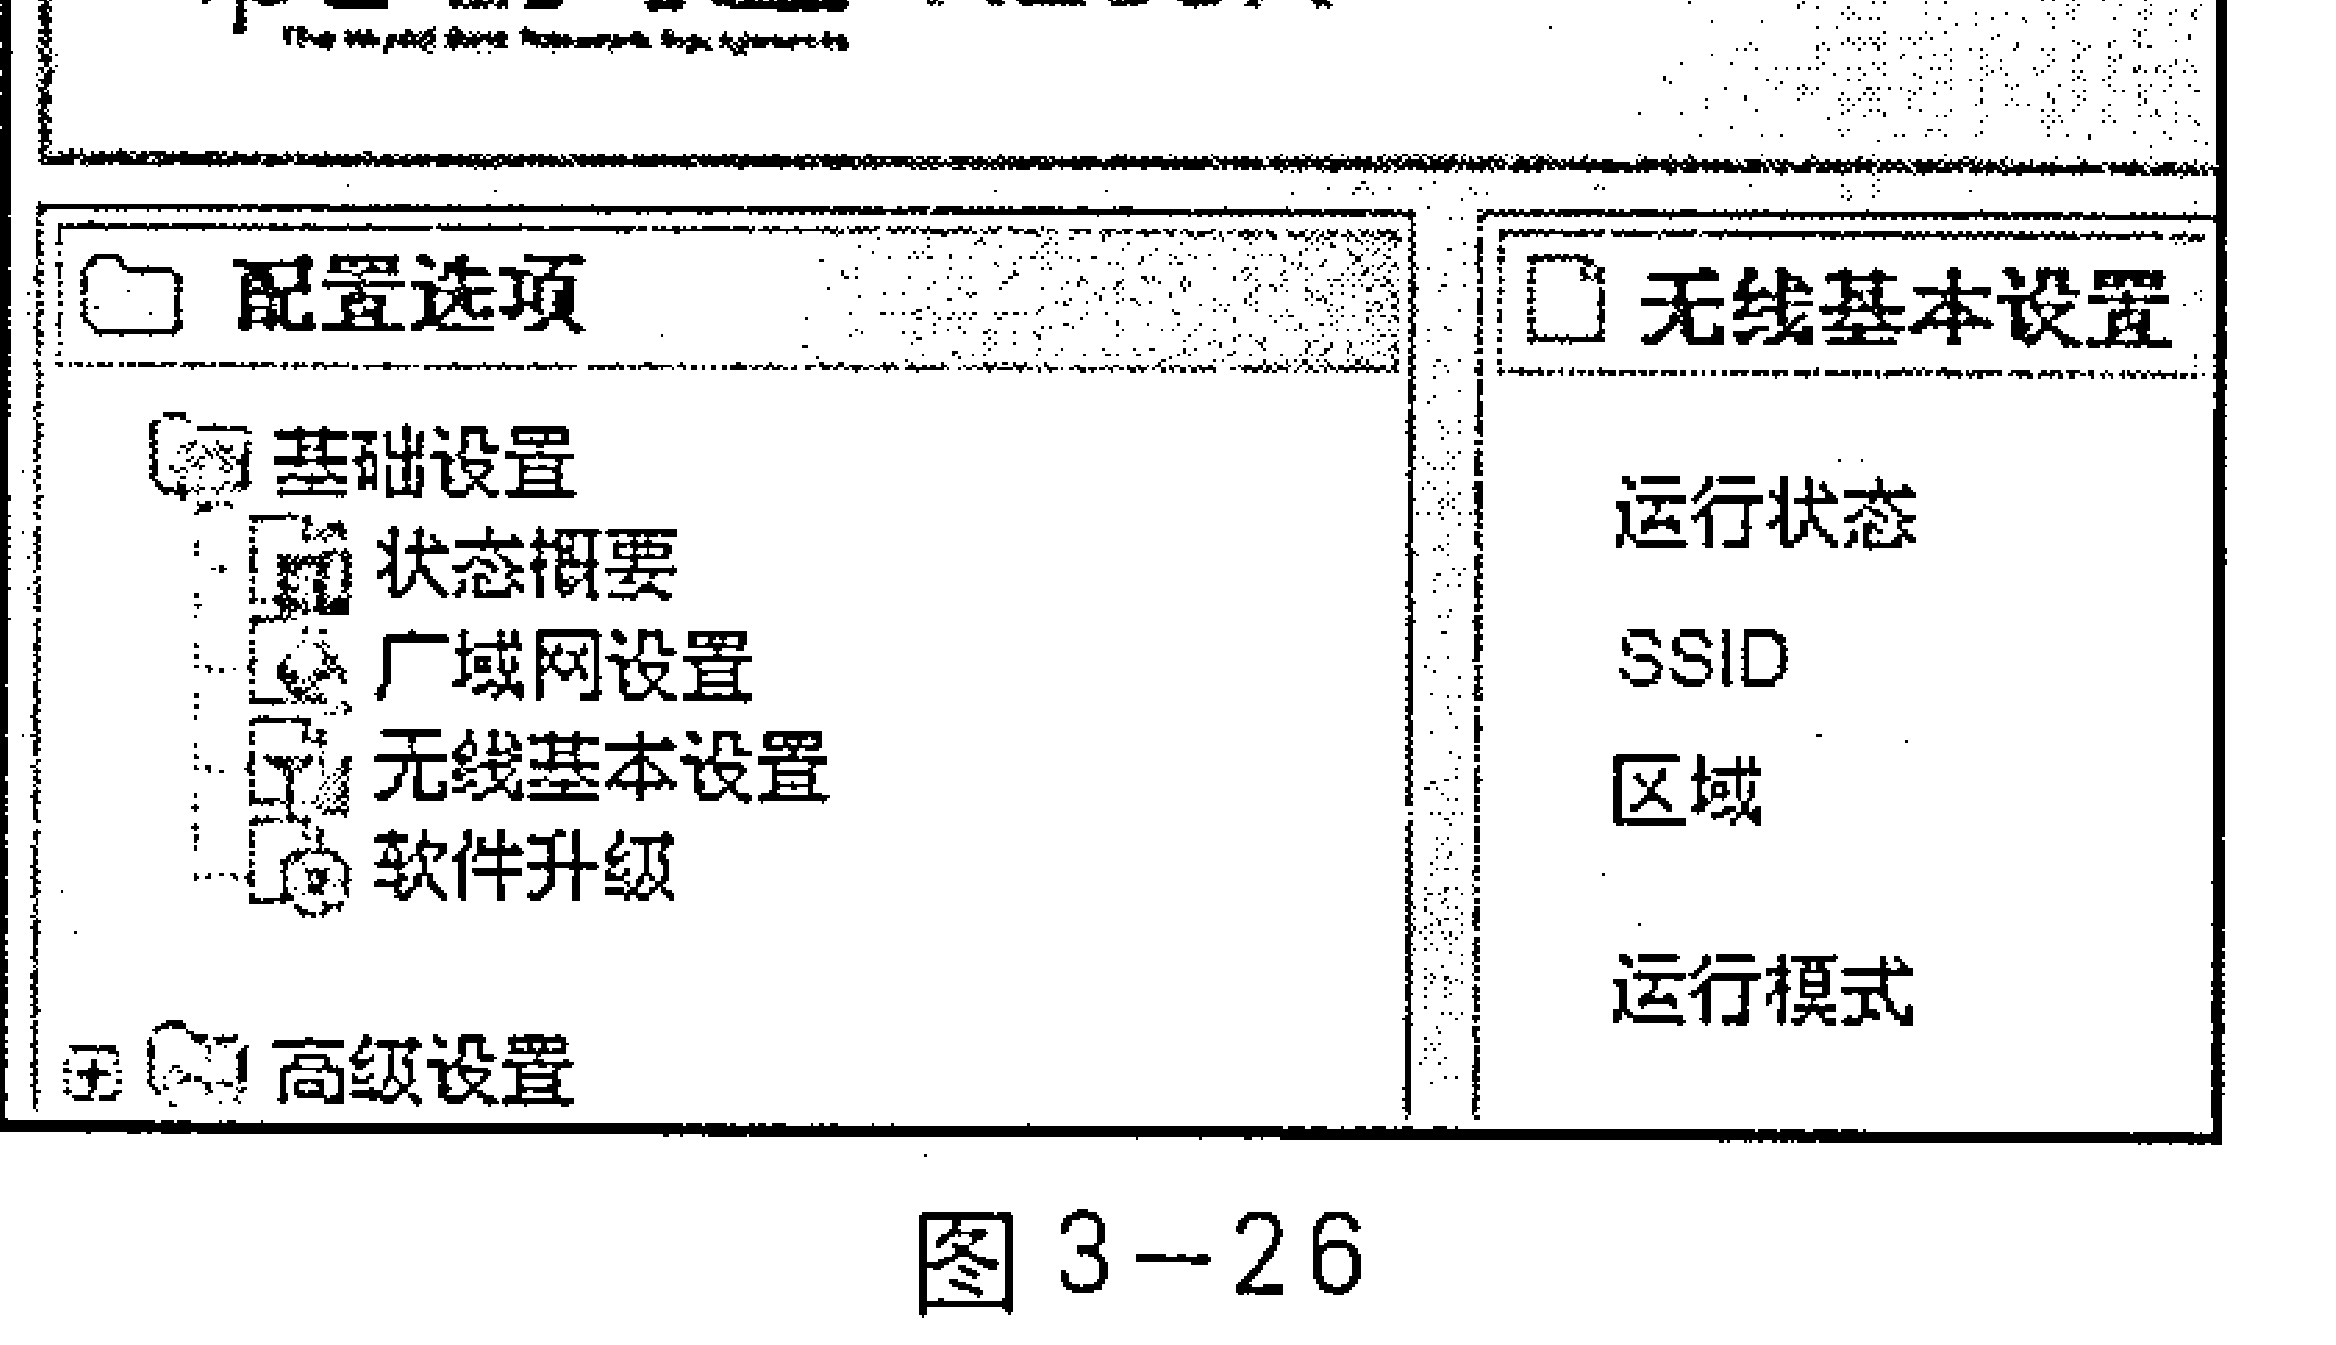 配置选项
基础设置
状态概要
广域网设置
无线基本设置
软件升级
高级设置
无线基本设置
运行状态
SSID
区域
运行模式
图 3－26